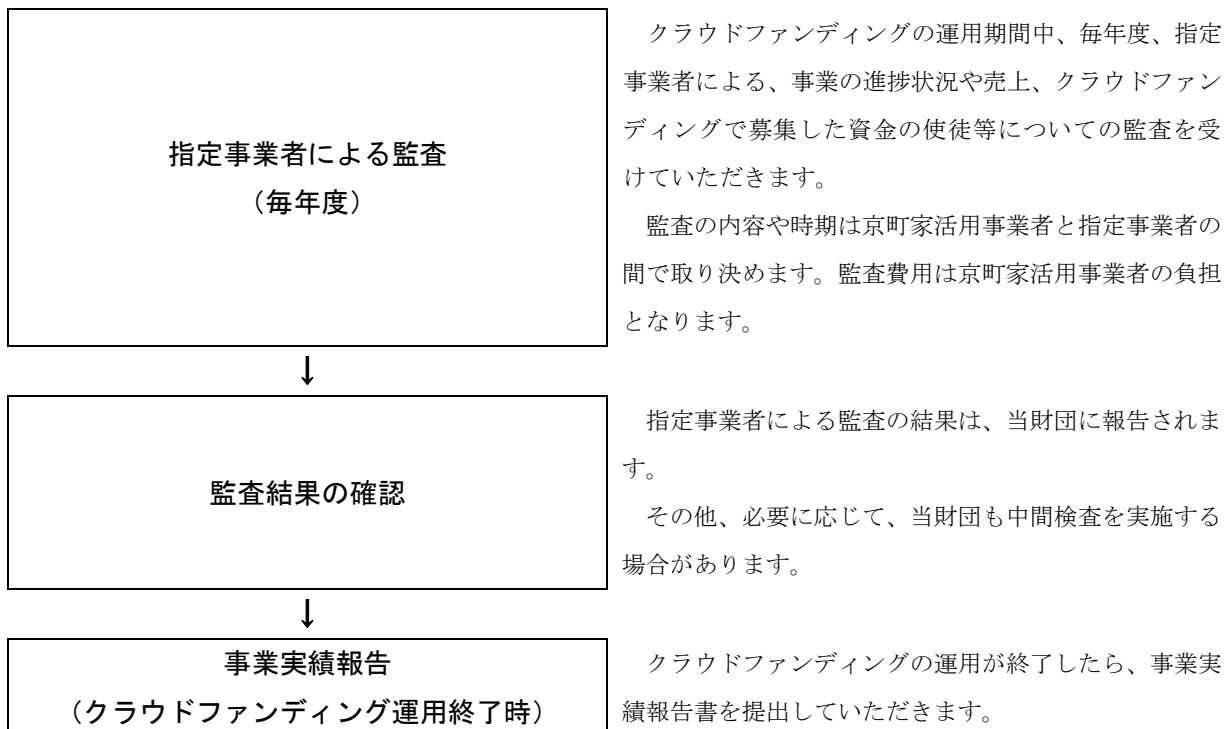 指定事業者による監査
（毎年度）
クラウドファンディングの運用期間中、毎年度、指定
事業者による、事業の進捗状況や売上、クラウドファン
ディングで募集した資金の使徒等についての監査を受
けていただきます。
監査の内容や時期は京町家活用事業者と指定事業者の
間で取り決めます。監査費用は京町家活用事業者の負担
となります。
↓
監査結果の確認
指定事業者による監査の結果は、当財団に報告されま
す。
その他、必要に応じて、当財団も中間検査を実施する
場合があります。
↓
事業実績報告
（クラウドファンディング運用終了時）
クラウドファンディングの運用が終了したら、事業実
績報告書を提出していただきます。